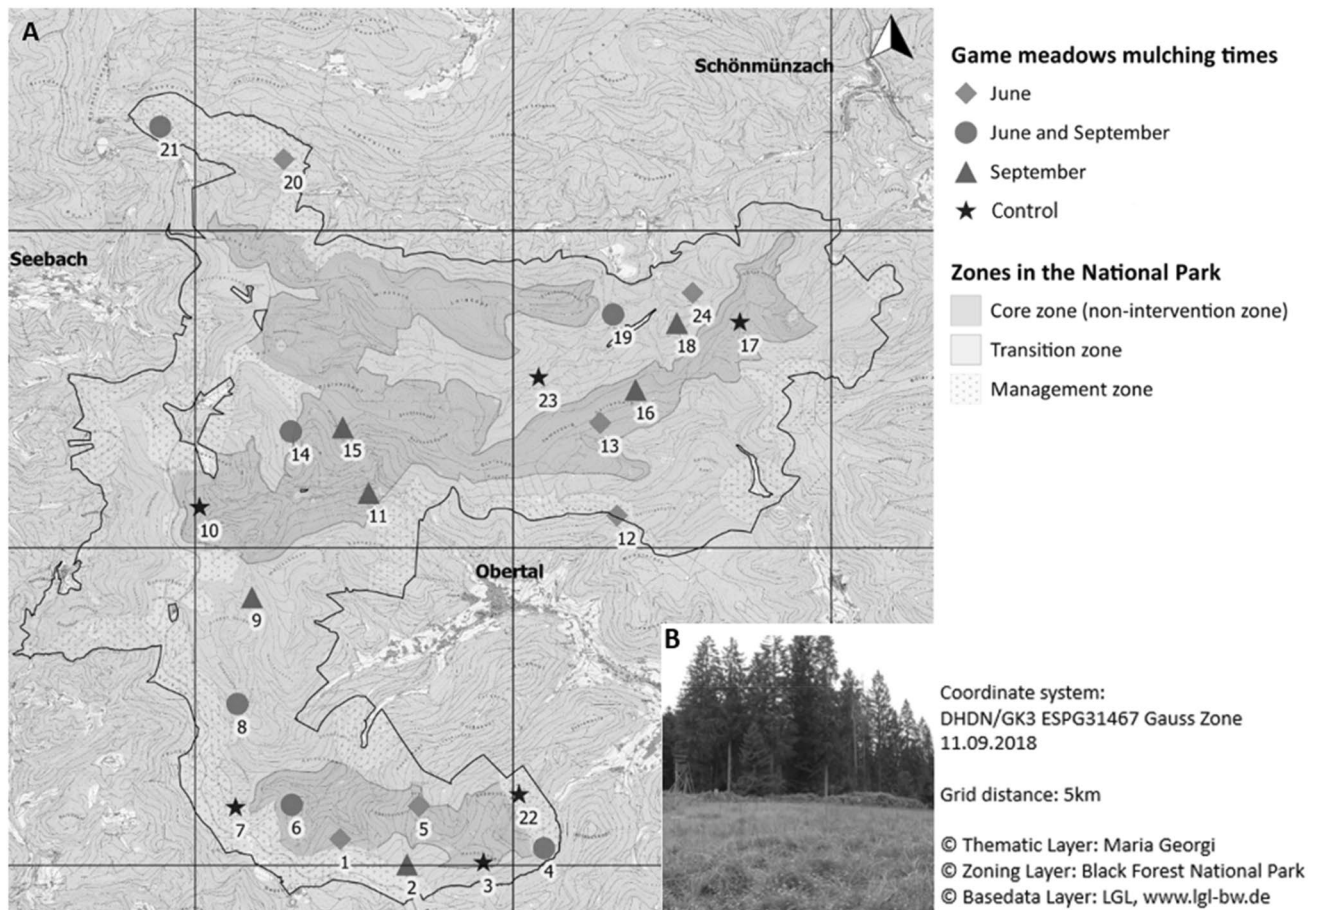 A
Schönmünzach
Game meadows mulching times
June
June and September
September
Control
21
20
Seebach
Zones in the National Park
Core zone (non-intervention zone)
Transition zone
Management zone
24
19
18
17
23
16
14
15
13
11
10
12
Obertal
9
B
8
Coordinate system:
DHDN/GK3 ESPG31467 Gauss Zone
11.09.2018
Grid distance: 5km
7
6
5
22
1
2
3
4
© Thematic Layer: Maria Georgi
© Zoning Layer: Black Forest National Park
© Basedata Layer: LGL, www.lgl-bw.de